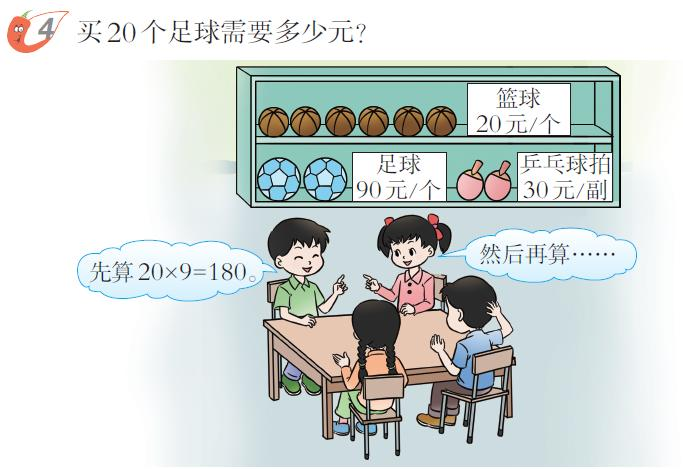 4 买20个足球需要多少元?
篮球
20元/个
足球
90元/个
乒乓球拍
30元/副
先算20×9=180。
然后再算……